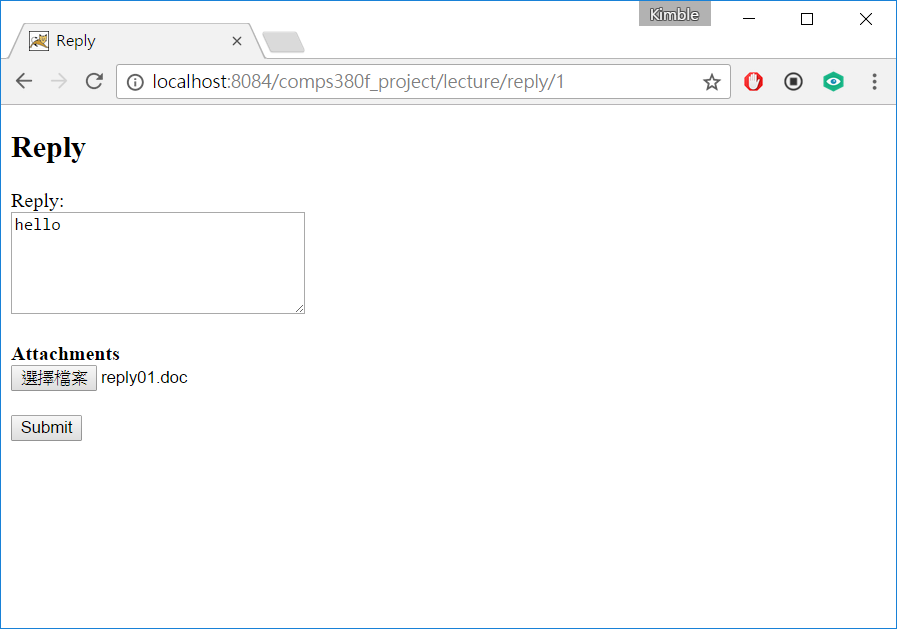 Kimble
Reply
localhost:8084/comps380f_project/lecture/reply/1
Reply
Reply:
hello
Attachments
選擇檔案 reply01.doc
Submit